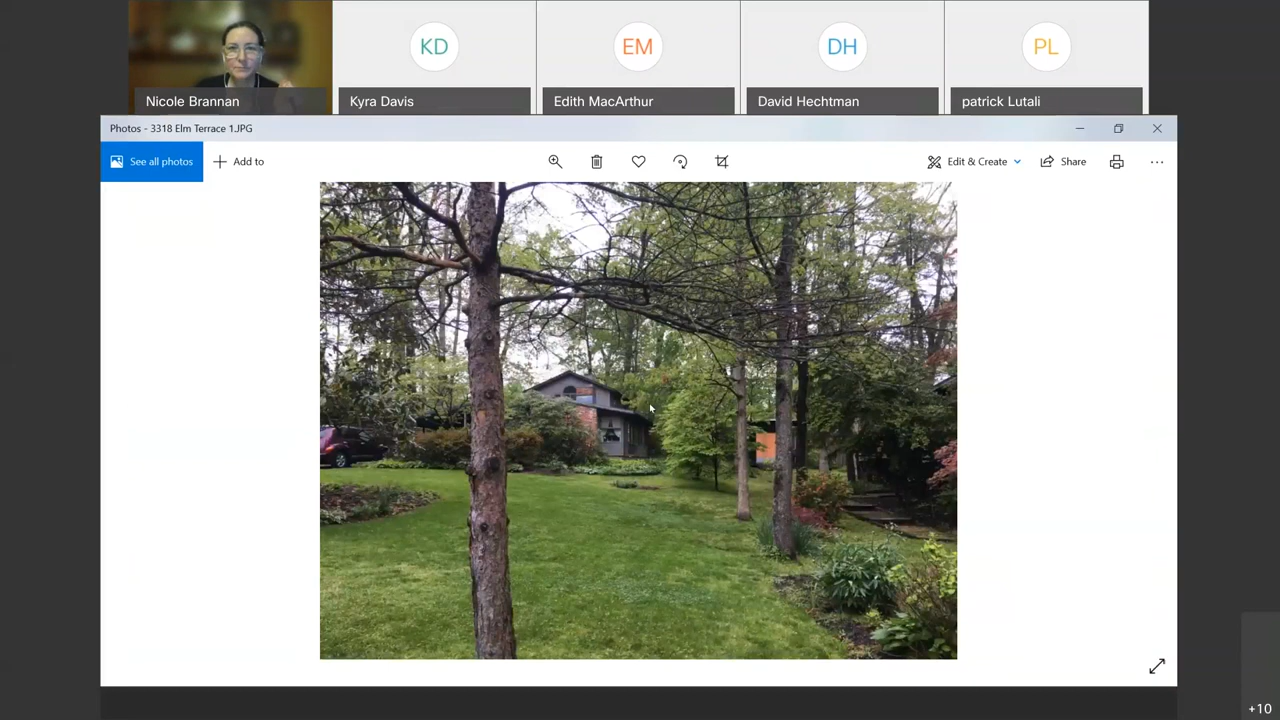 KD
EM
DH
PL
Nicole Brannan
Kyra Davis
Edith MacArthur
David Hechtman
patrick Lutali
Photos - 3318 Elm Terrace 1.JPG
See all photos
Add to
Edit & Create
Share
+10